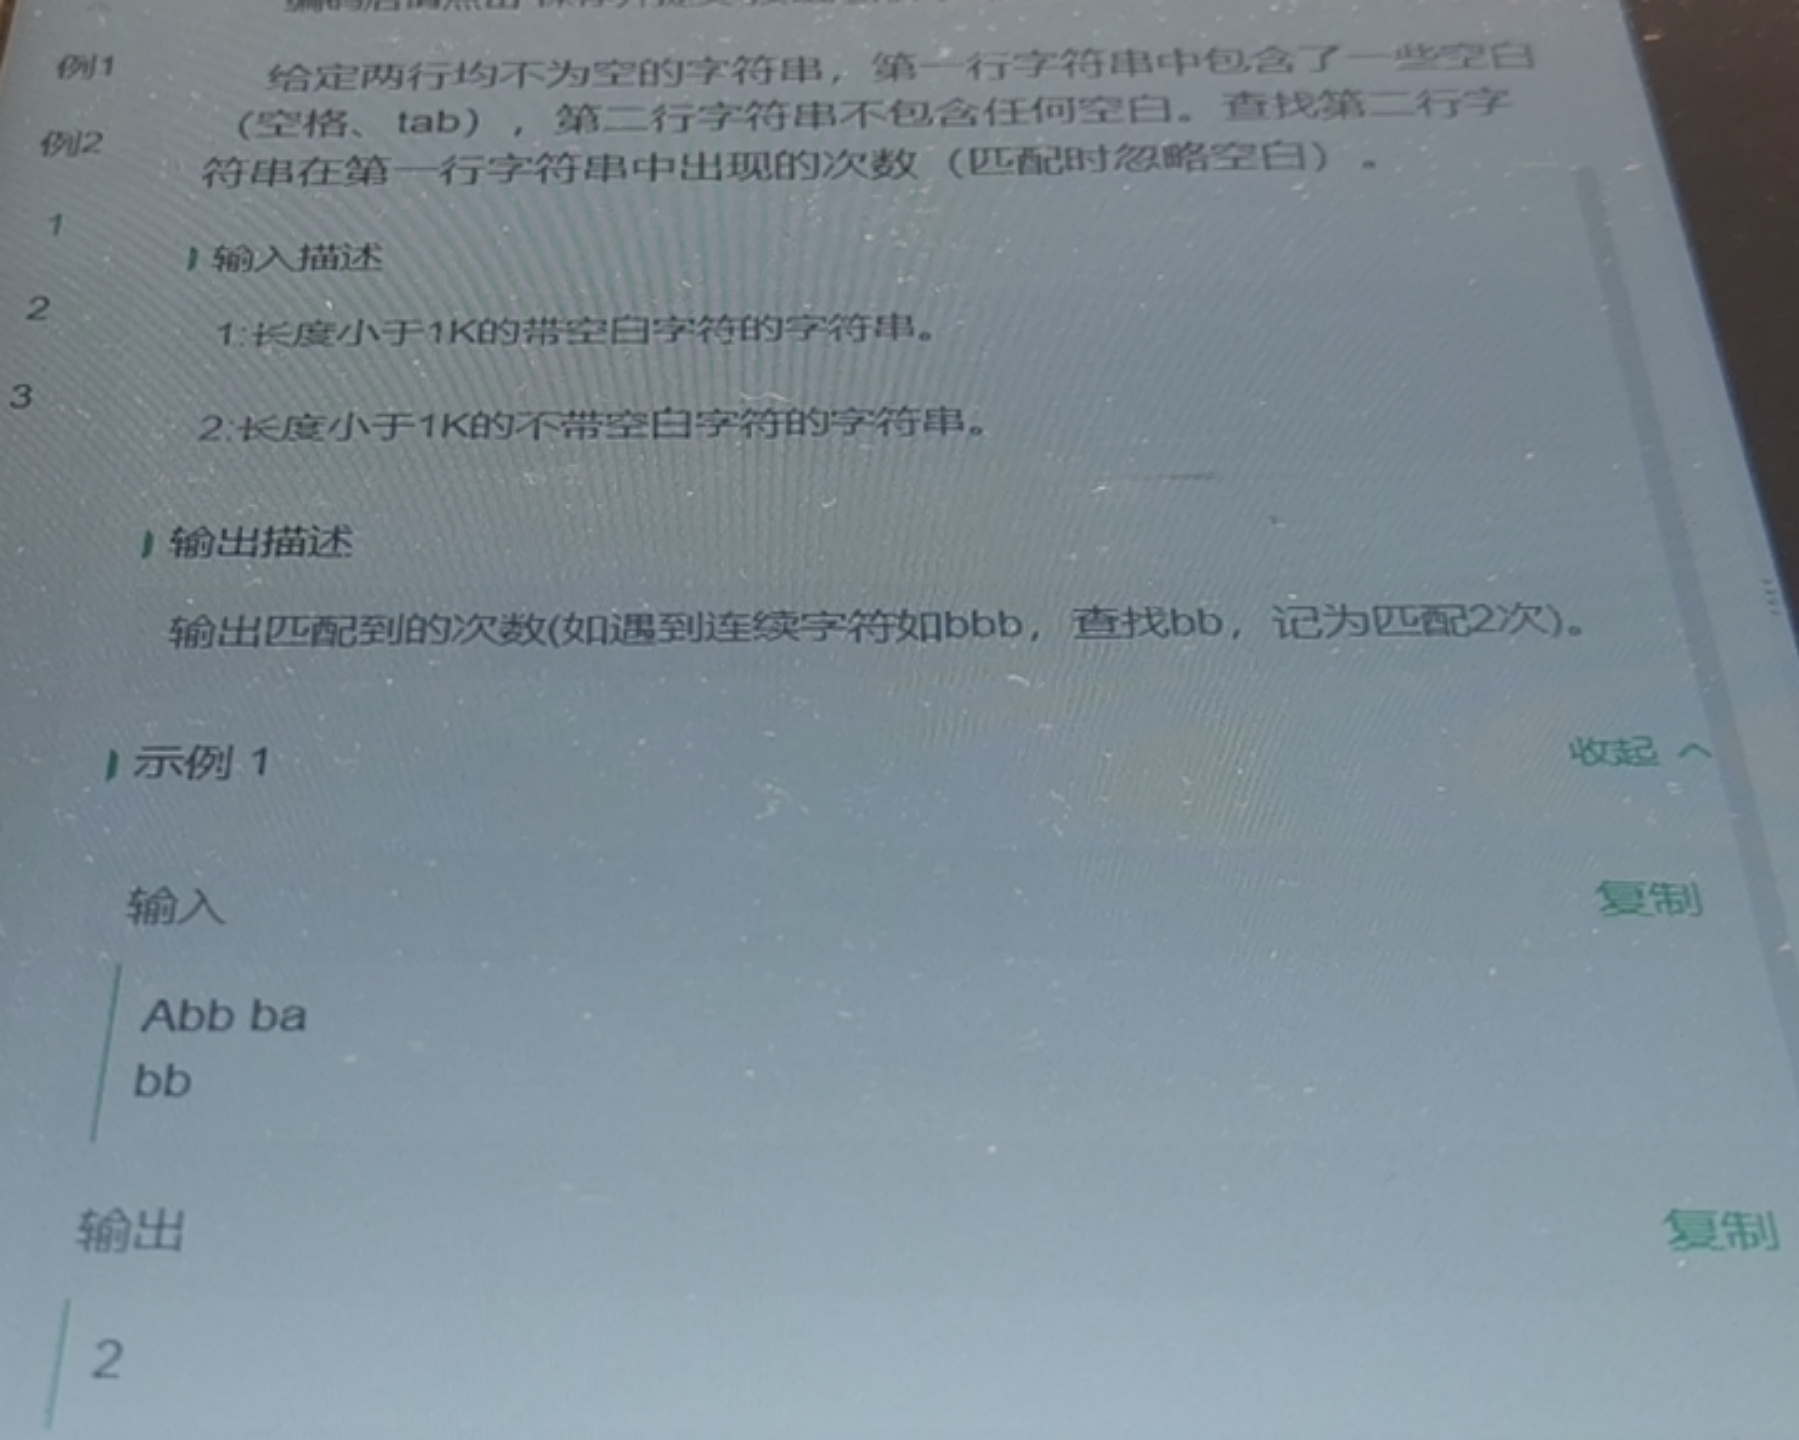 例1
例2
1
2
3
给定两行均不为空的字符串，第一行字符串中包含了一些空白
(空格、tab），第二行字符串不包含任何空白。查找第二行字
符串在第一行字符串中出现的次数（匹配时忽略空白）。
输入描述
1:长度小于1K的带空白字符的字符串。
2:长度小于1K的不带空白字符的字符串。
输出描述
输出匹配到的次数(如遇到连续字符如bbb，查找bb，记为匹配2次)。
示例 1
收起
输入
复制
Abb ba
bb
输出
复制
2